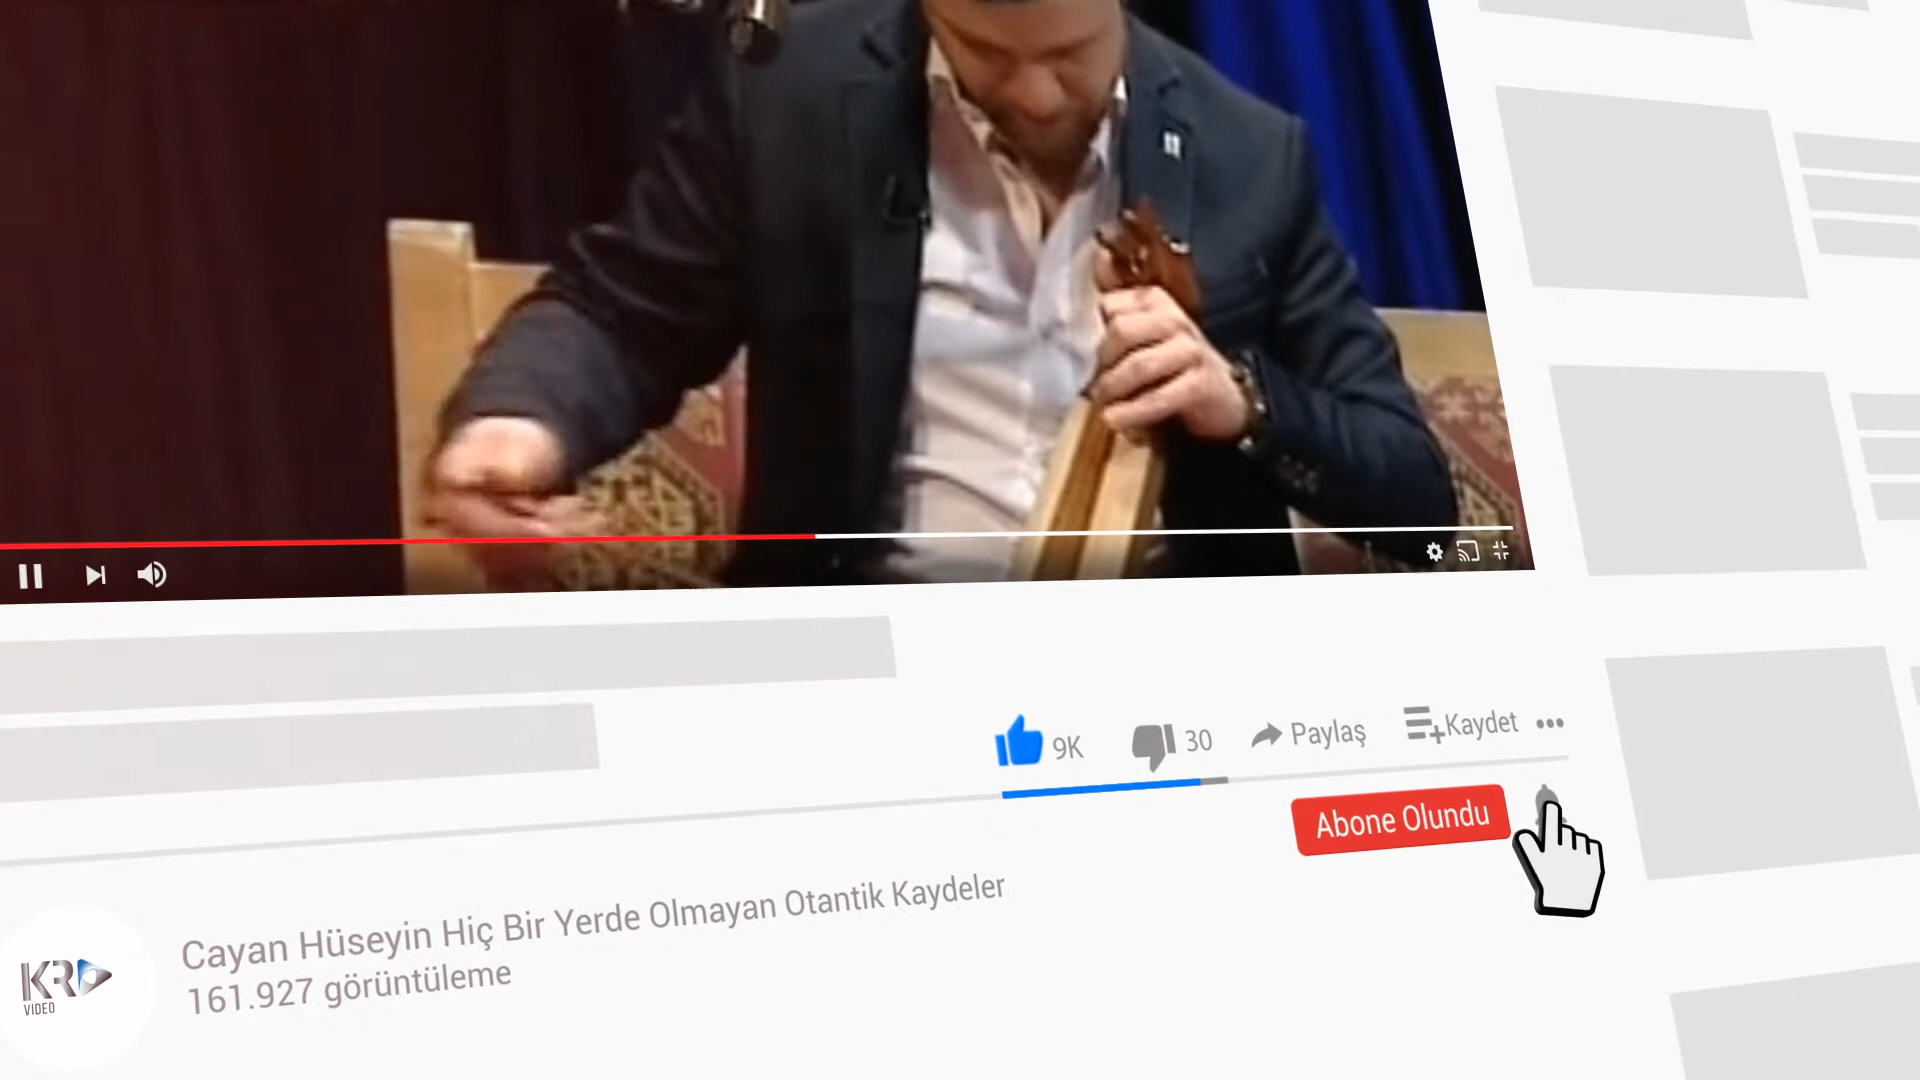 9K
30
Paylaş
Kaydet
Abone Olundu
Cayan Hüseyin Hiç Bir Yerde Olmayan Otantik Kaydeler
161.927 görüntüleme
KR
VIDEO